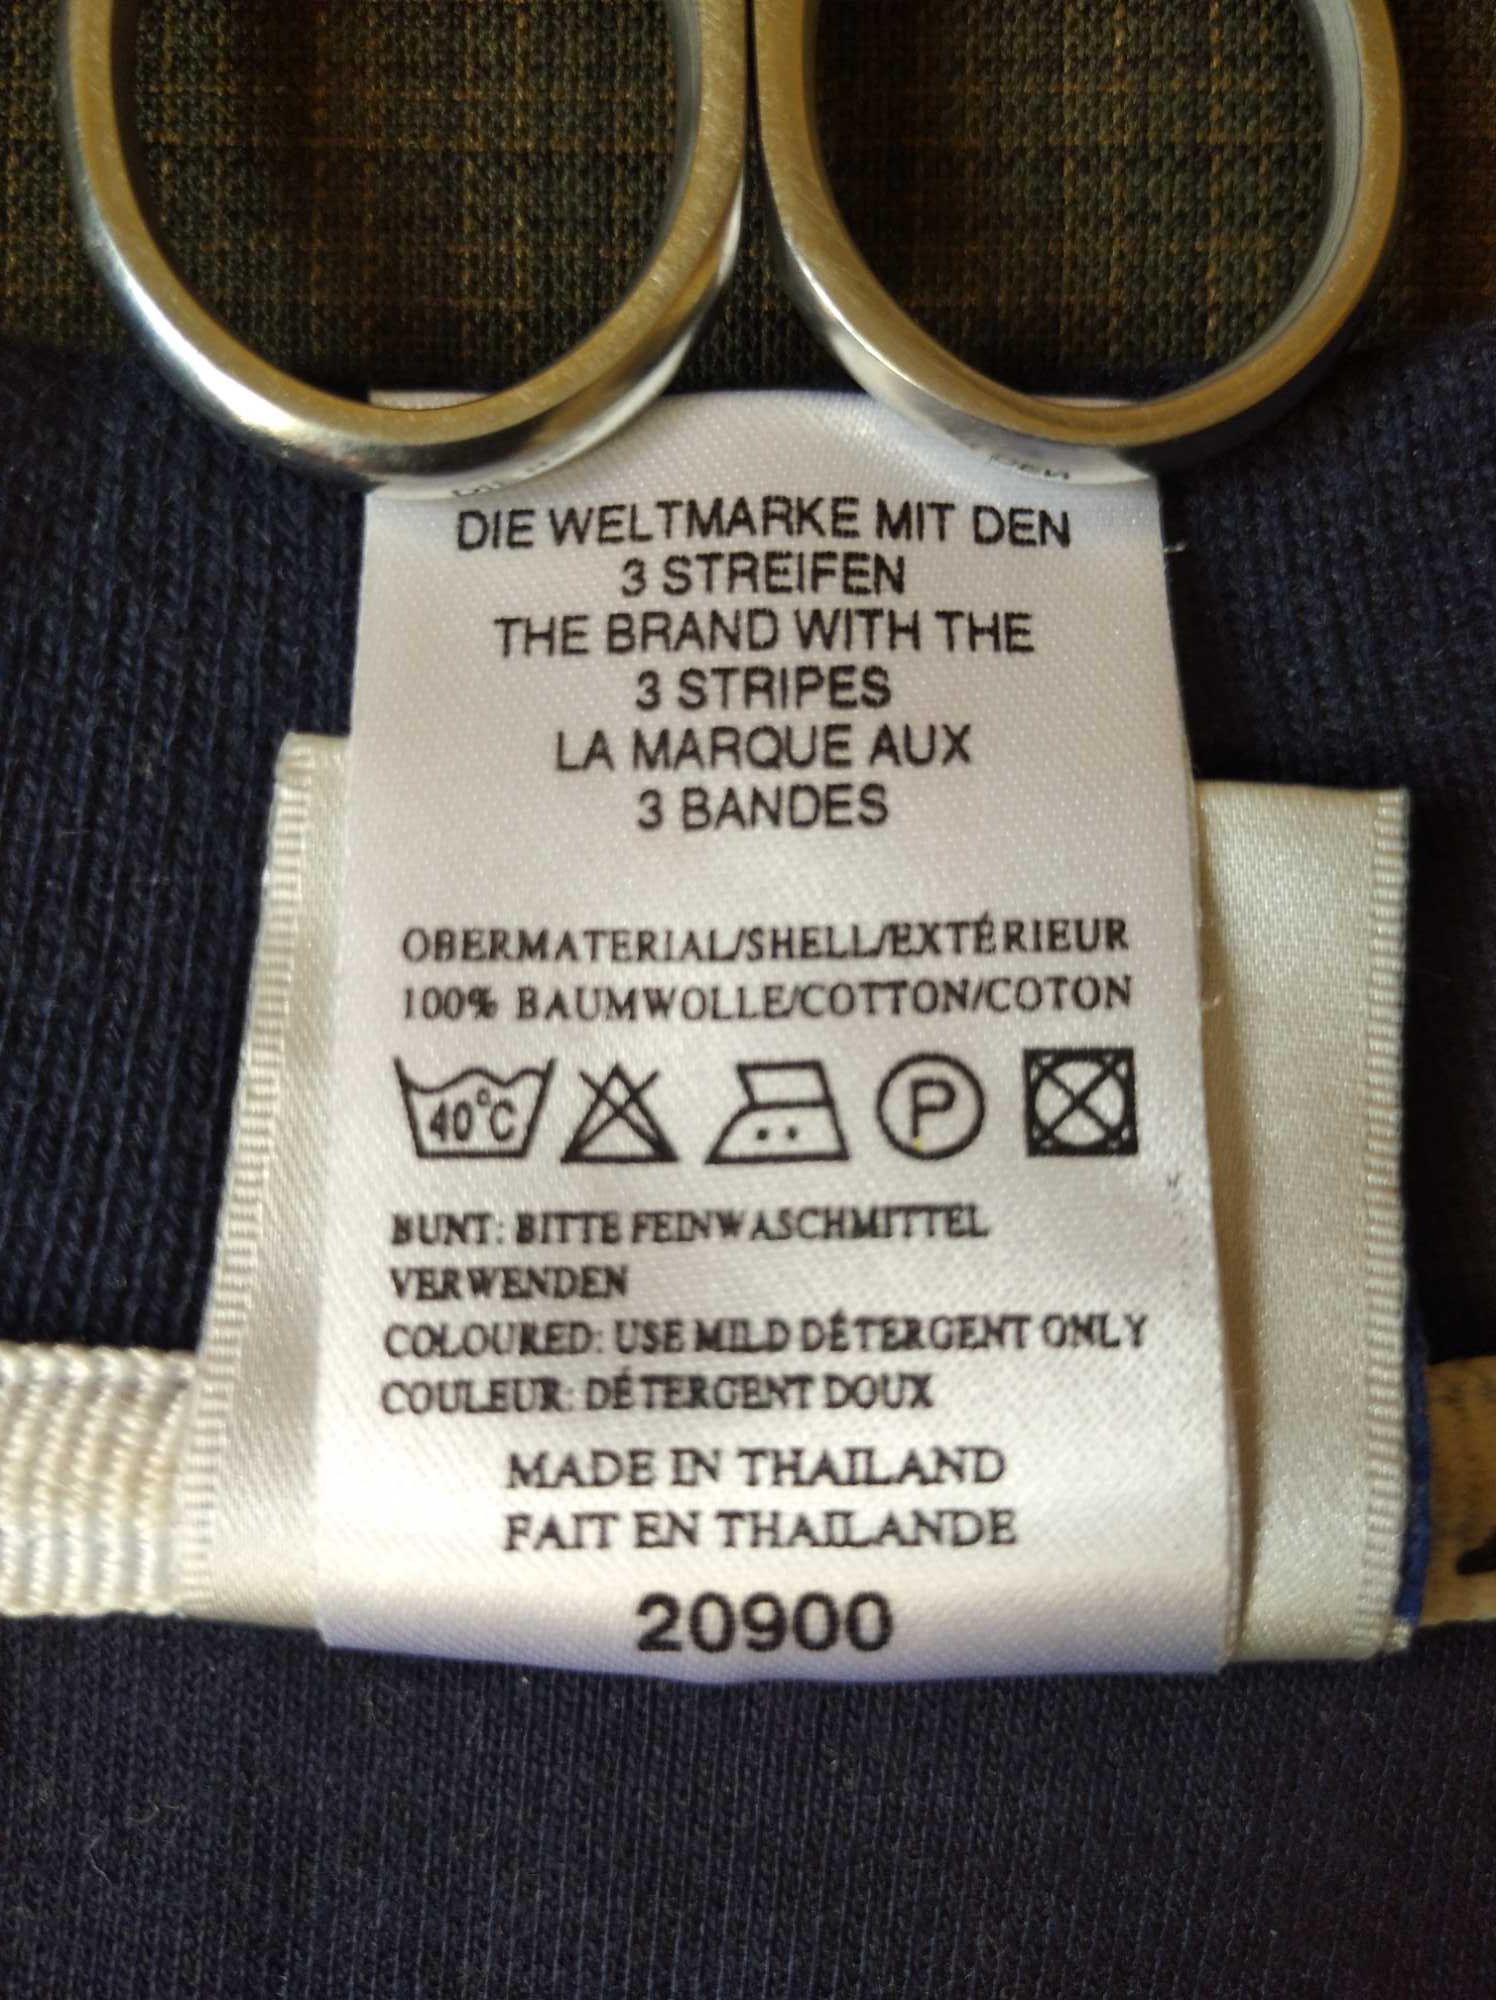 DIE WELTMARKE MIT DEN
3 STREIFEN
THE BRAND WITH THE
3 STRIPES
LA MARQUE AUX
3 BANDES
OBERMATERIAL/SHELL/EXTÉRIEUR
100% BAUMWOLLE/COTTON/COTON
40°C
P
BUNT: BITTE FEINWASCHMITTEL
VERWENDEN
COLOURED: USE MILD DÉTERGENT ONLY
COULEUR: DÉTERGENT DOUX
MADE IN THAILAND
FAIT EN THAILANDE
20900